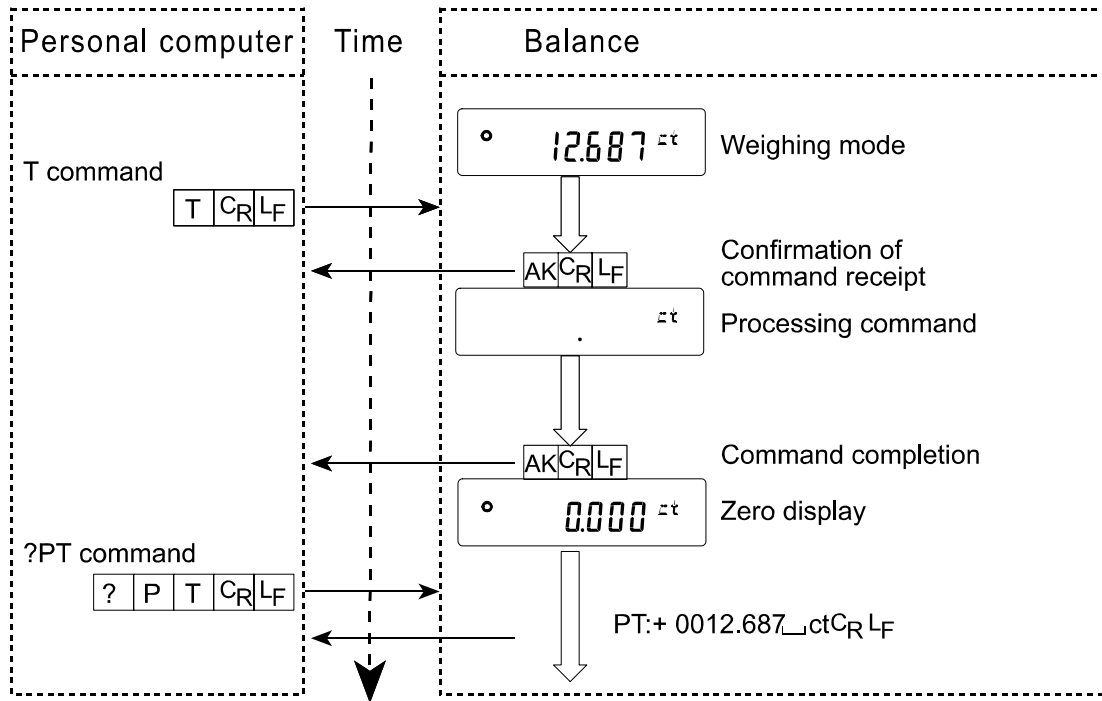 Personal computer
Time
Balance
12.687 ct
Weighing mode
T command
T CR LF
AK CR LF
Confirmation of
command receipt
. ct
Processing command
AK CR LF
Command completion
0.000 ct
Zero display
?PT command
? P T CR LF
PT:+ 0012.687␣ctCR LF